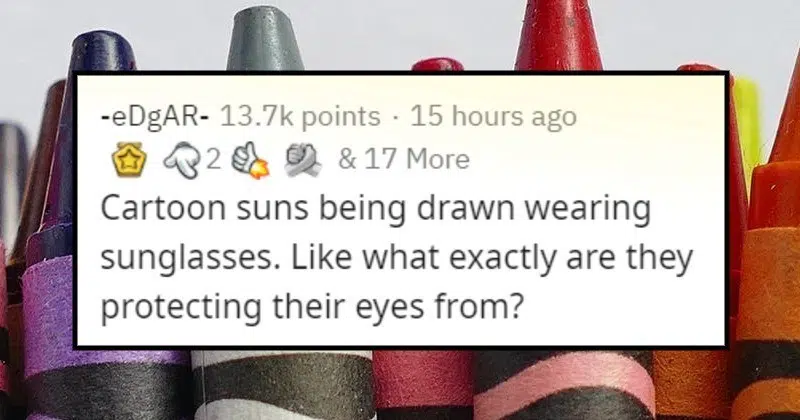 -eDgAR- 13.7k points · 15 hours ago
2 & 17 More
Cartoon suns being drawn wearing
sunglasses. Like what exactly are they
protecting their eyes from?